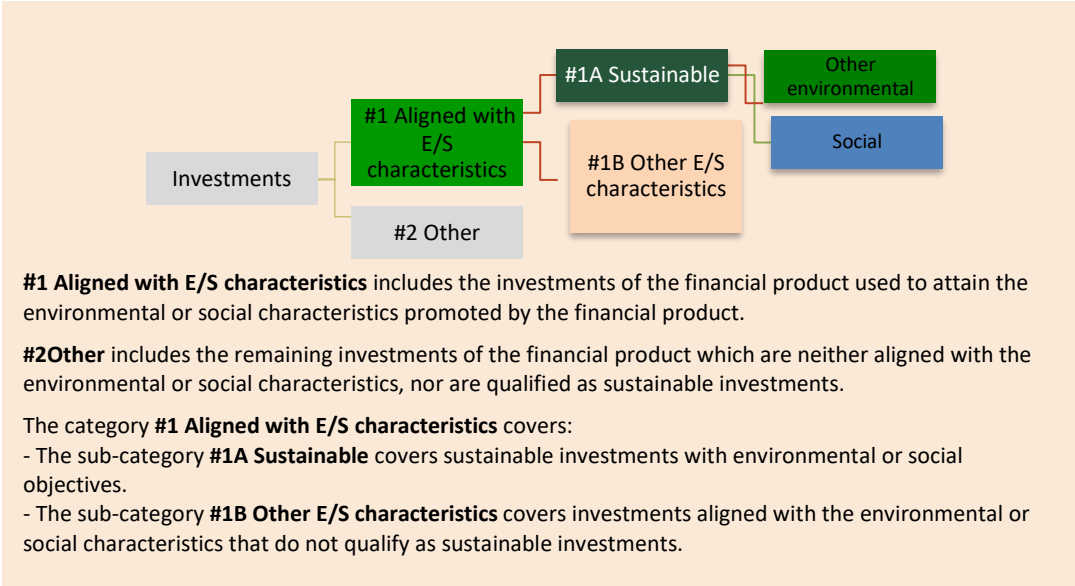 #1A Sustainable
Other
environmental
#1 Aligned with
E/S
characteristics
Social
#1B Other E/S
characteristics
Investments
#2 Other
#1 Aligned with E/S characteristics includes the investments of the financial product used to attain the
environmental or social characteristics promoted by the financial product.
#2Other includes the remaining investments of the financial product which are neither aligned with the
environmental or social characteristics, nor are qualified as sustainable investments.
The category #1 Aligned with E/S characteristics covers:
- The sub-category #1A Sustainable covers sustainable investments with environmental or social
objectives.
- The sub-category #1B Other E/S characteristics covers investments aligned with the environmental or
social characteristics that do not qualify as sustainable investments.